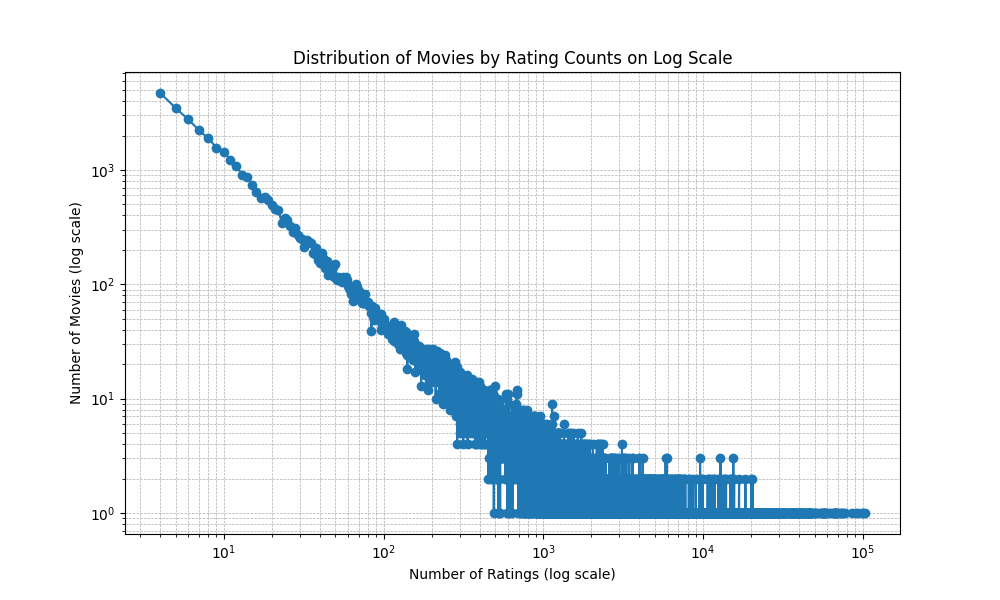 Distribution of Movies by Rating Counts on Log Scale
Number of Movies (log scale)
10³
10²
10¹
10⁰
10¹ 10² 10³ 10⁴ 10⁵
Number of Ratings (log scale)